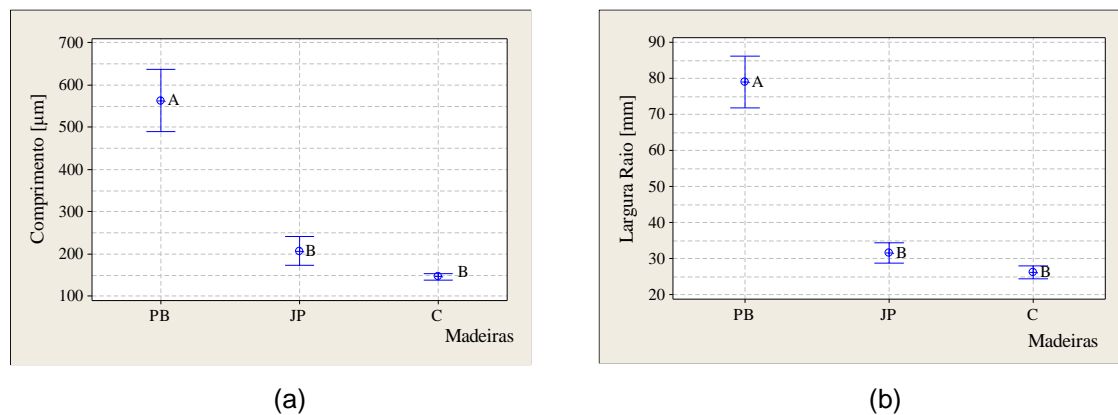 700
600
500
400
300
200
100
Comprimento [µm]
A
B
B
PB JP C
Madeiras
(a)
90
80
70
60
50
40
30
20
Largura Raio [mm]
A
B
B
PB JP C
Madeiras
(b)